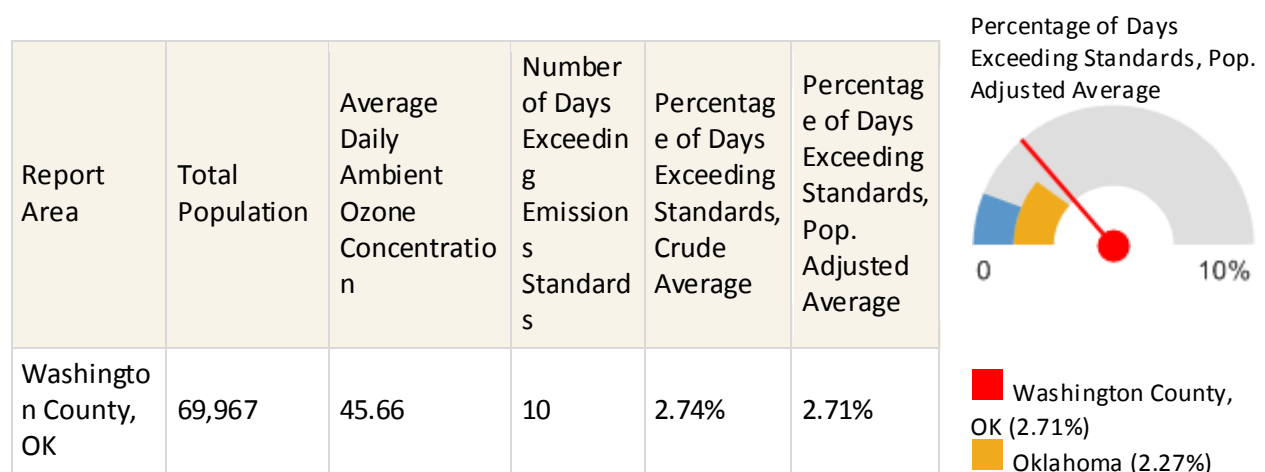 Report
Area
Total
Population
Average
Daily
Ambient
Ozone
Concentratio
n
Number
of Days
Exceedin
g
Emission
s
Standard
s
Percentag
e of Days
Exceeding
Standards,
Crude
Average
Percentag
e of Days
Exceeding
Standards,
Pop.
Adjusted
Average
Washingto
n County,
OK
69,967
45.66
10
2.74%
2.71%
Percentage of Days
Exceeding Standards, Pop.
Adjusted Average
0
10%
Washington County,
OK (2.71%)
Oklahoma (2.27%)